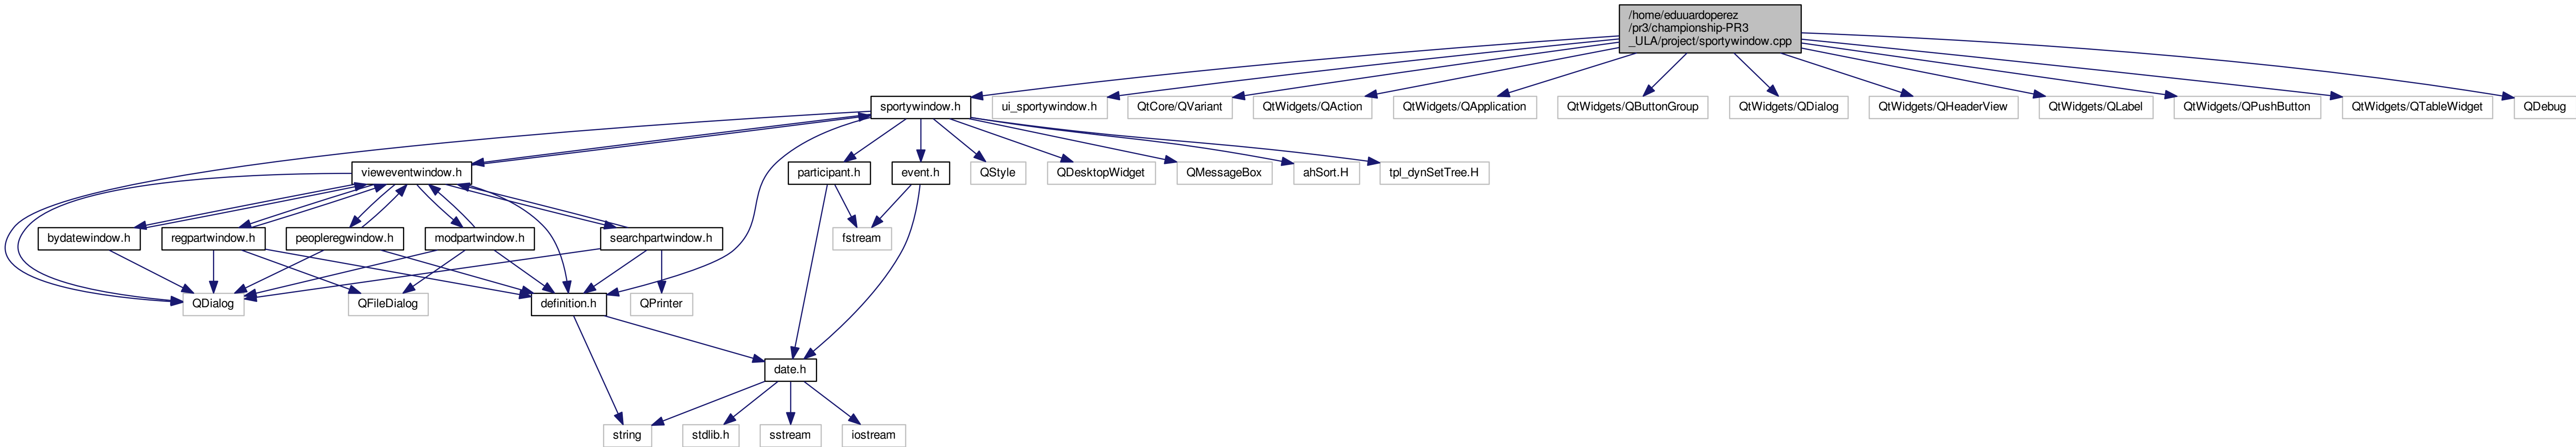 /home/eduuardoperez
/pr3/championship-PR3
_ULA/project/sportywindow.cpp
sportywindow.h
ui_sportywindow.h
QtCore/QVariant
QtWidgets/QAction
QtWidgets/QApplication
QtWidgets/QButtonGroup
QtWidgets/QDialog
QtWidgets/QHeaderView
QtWidgets/QLabel
QtWidgets/QPushButton
QtWidgets/QTableWidget
QDebug
vieweventwindow.h
participant.h
event.h
QStyle
QDesktopWidget
QMessageBox
ahSort.H
tpl_dynSetTree.H
bydatewindow.h
regpartwindow.h
peopleregwindow.h
modpartwindow.h
searchpartwindow.h
fstream
QDialog
QFileDialog
definition.h
QPrinter
date.h
string
stdlib.h
sstream
iostream